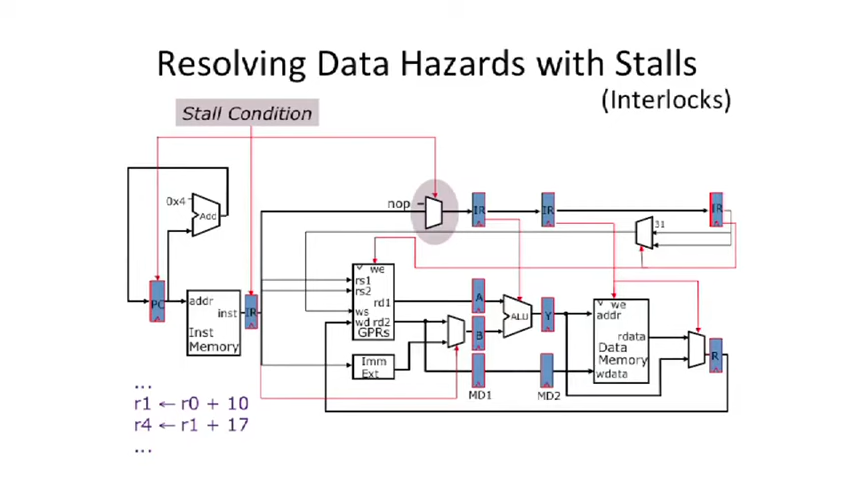 Resolving Data Hazards with Stalls
(Interlocks)
Stall Condition
0x4
Add
nop
IR
IR
IR
31
PC
addr
inst
Inst
Memory
IR
we
rs1
rs2
rd1
ws
wd rd2
GPRs
Imm
Ext
A
B
MD1
ALU
Y
MD2
we
addr
rdata
Data
Memory
wdata
R
...
r1 ← r0 + 10
r4 ← r1 + 17
...